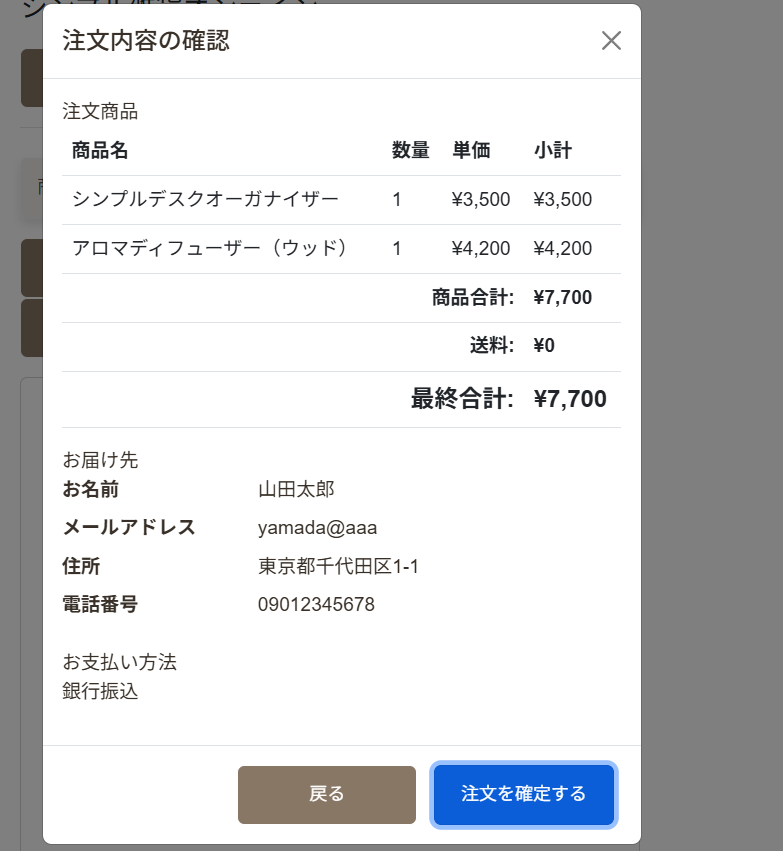 注文内容の確認
注文商品
商品名 数量 単価 小計
シンプルデスクオーガナイザー 1 ¥3,500 ¥3,500
アロマディフューザー（ウッド） 1 ¥4,200 ¥4,200
商品合計: ¥7,700
送料: ¥0
最終合計: ¥7,700
お届け先
お名前 山田太郎
メールアドレス yamada@aaa
住所 東京都千代田区1-1
電話番号 09012345678
お支払い方法
銀行振込
戻る 注文を確定する